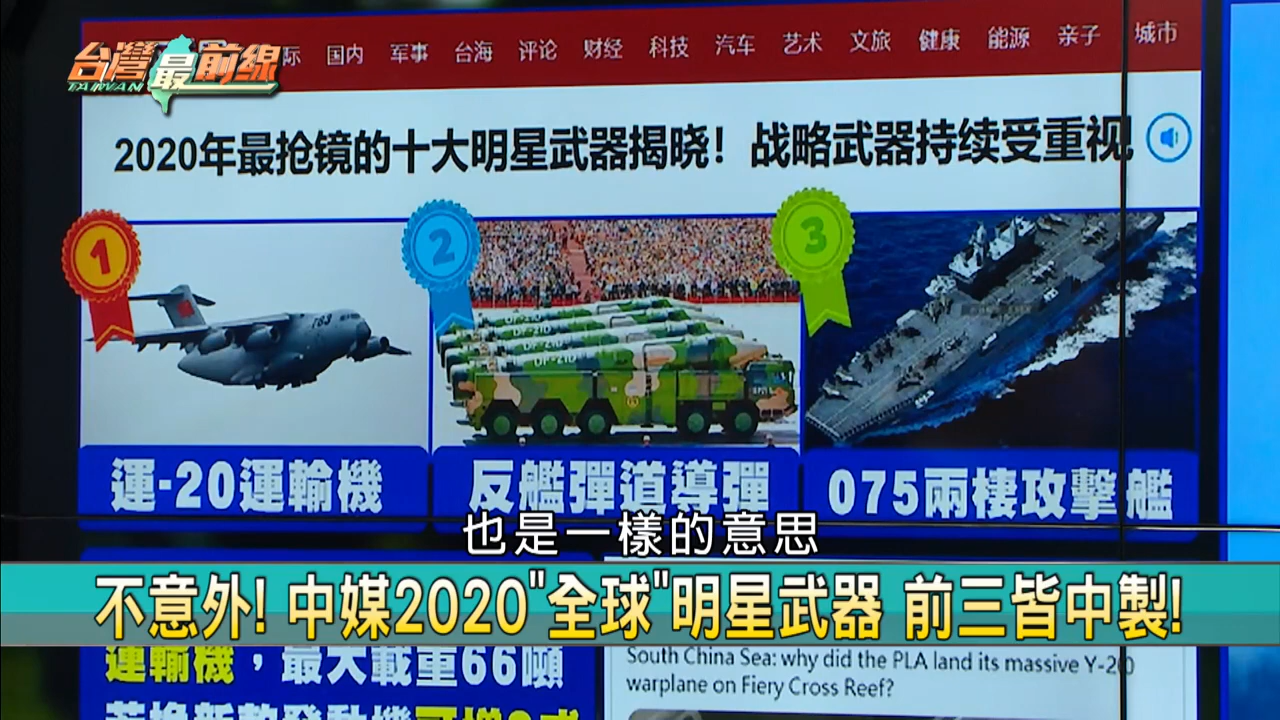 台灣最前線
TAIWAN
际 国内 军事 台海 评论 财经 科技 汽车 艺术 文旅 健康 能源 亲子 城市
2020年最抢镜的十大明星武器揭晓！战略武器持续受重视
1
2
3
763
DF-21D
DF-21D
DF-21D
運-20運輸機
反艦彈道導彈
075兩棲攻擊艦
也是一樣的意思
不意外! 中媒2020"全球"明星武器 前三皆中製!
運輸機，最大載重66噸
South China Sea: why did the PLA land its massive Y-20
warplane on Fiery Cross Reef?